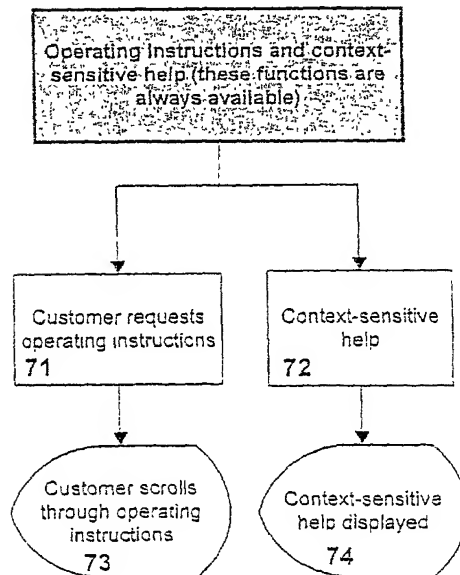 Operating Instructions and context-
sensitive help (these functions are
always available)
Customer requests
operating instructions
71
Context-sensitive
help
72
Customer scrolls
through operating
instructions
73
Context-sensitive
help displayed
74